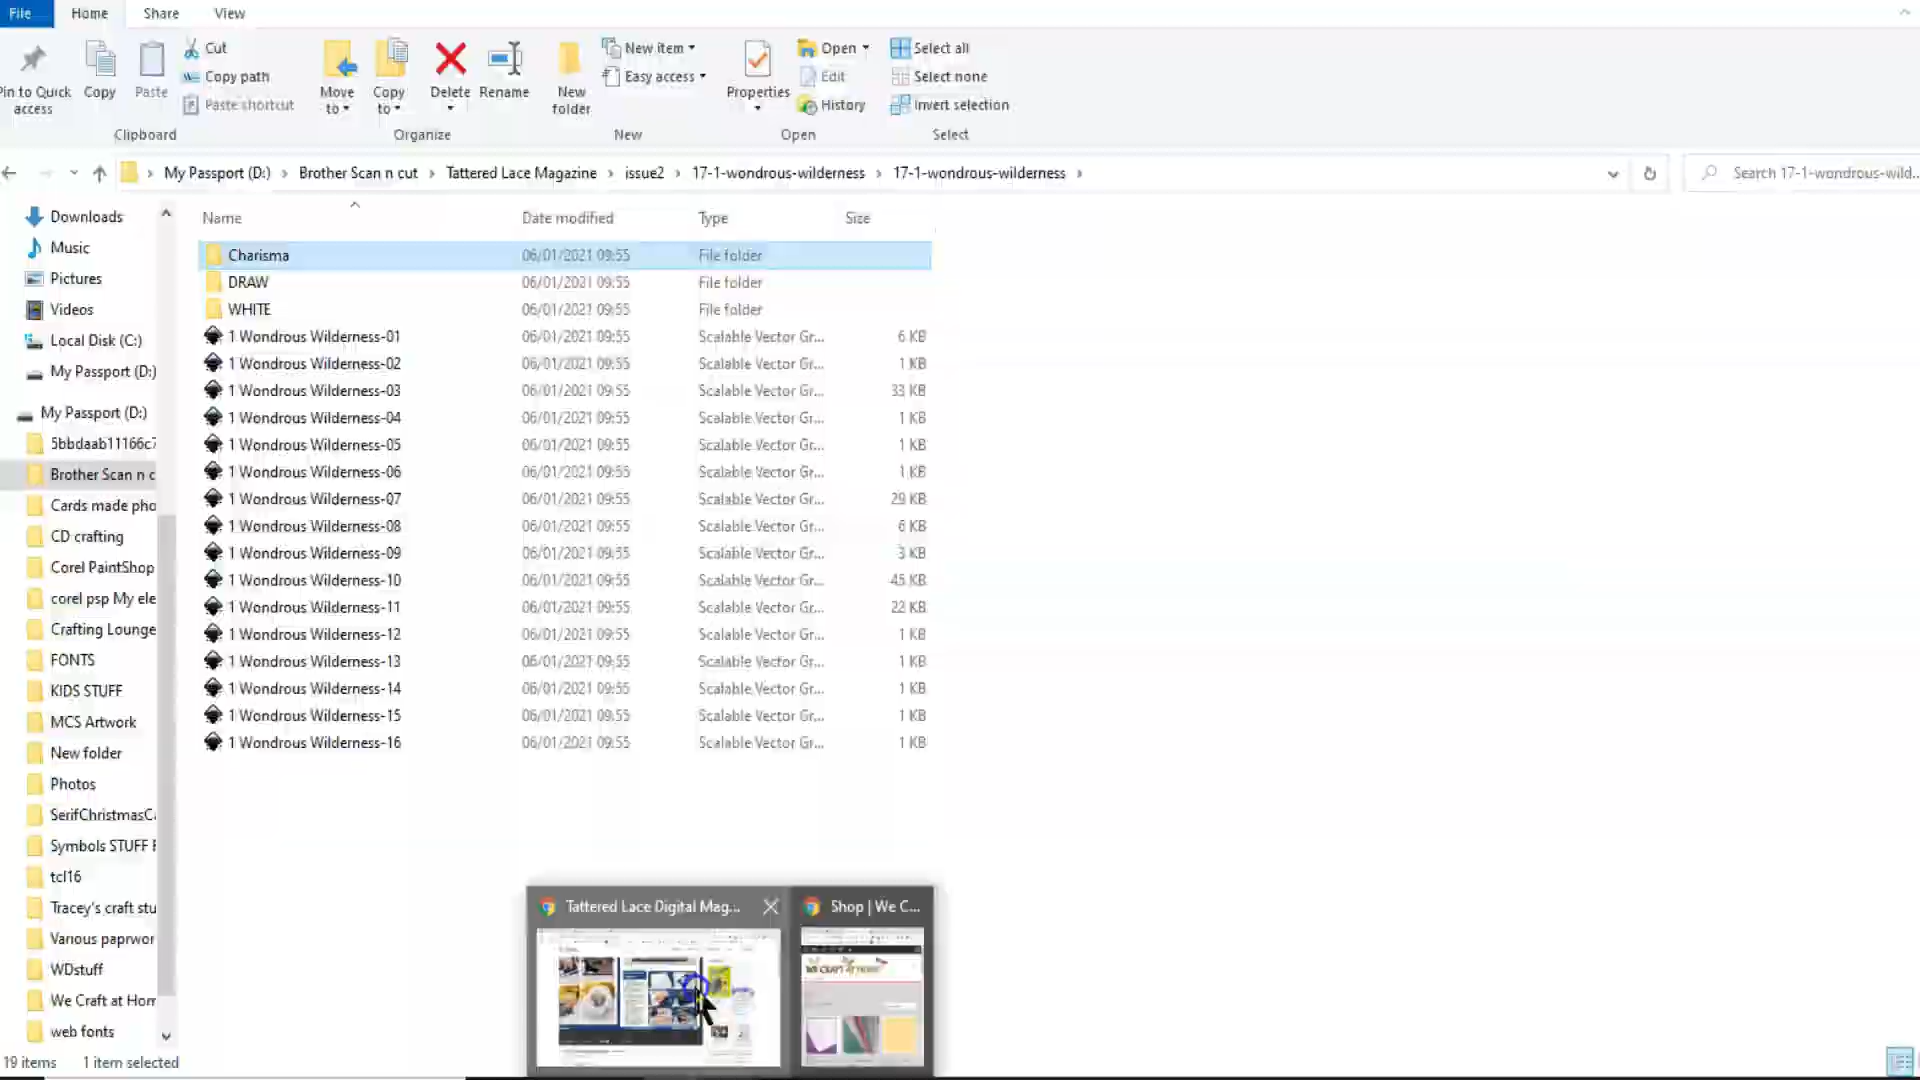 File Home Share View
Pin to Quick access
Copy
Paste
Cut
Copy path
Paste shortcut
Clipboard
Move to
Copy to
Delete
Rename
Organize
New folder
New item
Easy access
New
Properties
Open
Edit
History
Open
Select all
Select none
Invert selection
Select
My Passport (D:) › Brother Scan n cut › Tattered Lace Magazine › issue2 › 17-1-wondrous-wilderness › 17-1-wondrous-wilderness ›
Search 17-1-wondrous-wild...
Downloads
Music
Pictures
Videos
Local Disk (C:)
My Passport (D:)
My Passport (D:)
5bbdaab11166c7
Brother Scan n c
Cards made pho
CD crafting
Corel PaintShop
corel psp My ele
Crafting Lounge
FONTS
KIDS STUFF
MCS Artwork
New folder
Photos
SerifChristmasCa
Symbols STUFF F
tcl16
Tracey's craft stu
Various paprwor
WDstuff
We Craft at Hom
web fonts
Name Date modified Type Size
Charisma 06/01/2021 09:55 File folder
DRAW 06/01/2021 09:55 File folder
WHITE 06/01/2021 09:55 File folder
1 Wondrous Wilderness-01 06/01/2021 09:55 Scalable Vector Gr... 6 KB
1 Wondrous Wilderness-02 06/01/2021 09:55 Scalable Vector Gr... 1 KB
1 Wondrous Wilderness-03 06/01/2021 09:55 Scalable Vector Gr... 33 KB
1 Wondrous Wilderness-04 06/01/2021 09:55 Scalable Vector Gr... 1 KB
1 Wondrous Wilderness-05 06/01/2021 09:55 Scalable Vector Gr... 1 KB
1 Wondrous Wilderness-06 06/01/2021 09:55 Scalable Vector Gr... 1 KB
1 Wondrous Wilderness-07 06/01/2021 09:55 Scalable Vector Gr... 29 KB
1 Wondrous Wilderness-08 06/01/2021 09:55 Scalable Vector Gr... 6 KB
1 Wondrous Wilderness-09 06/01/2021 09:55 Scalable Vector Gr... 3 KB
1 Wondrous Wilderness-10 06/01/2021 09:55 Scalable Vector Gr... 45 KB
1 Wondrous Wilderness-11 06/01/2021 09:55 Scalable Vector Gr... 22 KB
1 Wondrous Wilderness-12 06/01/2021 09:55 Scalable Vector Gr... 1 KB
1 Wondrous Wilderness-13 06/01/2021 09:55 Scalable Vector Gr... 1 KB
1 Wondrous Wilderness-14 06/01/2021 09:55 Scalable Vector Gr... 1 KB
1 Wondrous Wilderness-15 06/01/2021 09:55 Scalable Vector Gr... 1 KB
1 Wondrous Wilderness-16 06/01/2021 09:55 Scalable Vector Gr... 1 KB
Tattered Lace Digital Mag...
Shop | We C...
WE CRAFT AT HOME
19 items 1 item selected